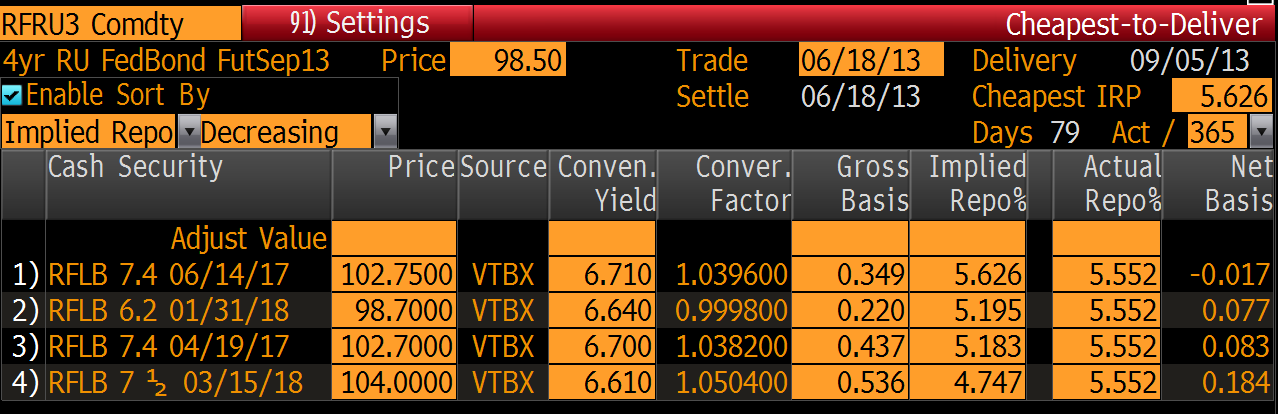 RFRU3 Comdty 91) Settings Cheapest-to-Deliver
4yr RU FedBond FutSep13 Price 98.50 Trade 06/18/13 Delivery 09/05/13
Enable Sort By Settle 06/18/13 Cheapest IRP 5.626
Implied Repo Decreasing Days 79 Act / 365
Cash Security Price Source Conven. Conver. Gross Implied Actual Net
Yield Factor Basis Repo% Repo% Basis
Adjust Value
1) RFLB 7.4 06/14/17 102.7500 VTBX 6.710 1.039600 0.349 5.626 5.552 -0.017
2) RFLB 6.2 01/31/18 98.7000 VTBX 6.640 0.999800 0.220 5.195 5.552 0.077
3) RFLB 7.4 04/19/17 102.7000 VTBX 6.700 1.038200 0.437 5.183 5.552 0.083
4) RFLB 7 ½ 03/15/18 104.0000 VTBX 6.610 1.050400 0.536 4.747 5.552 0.184